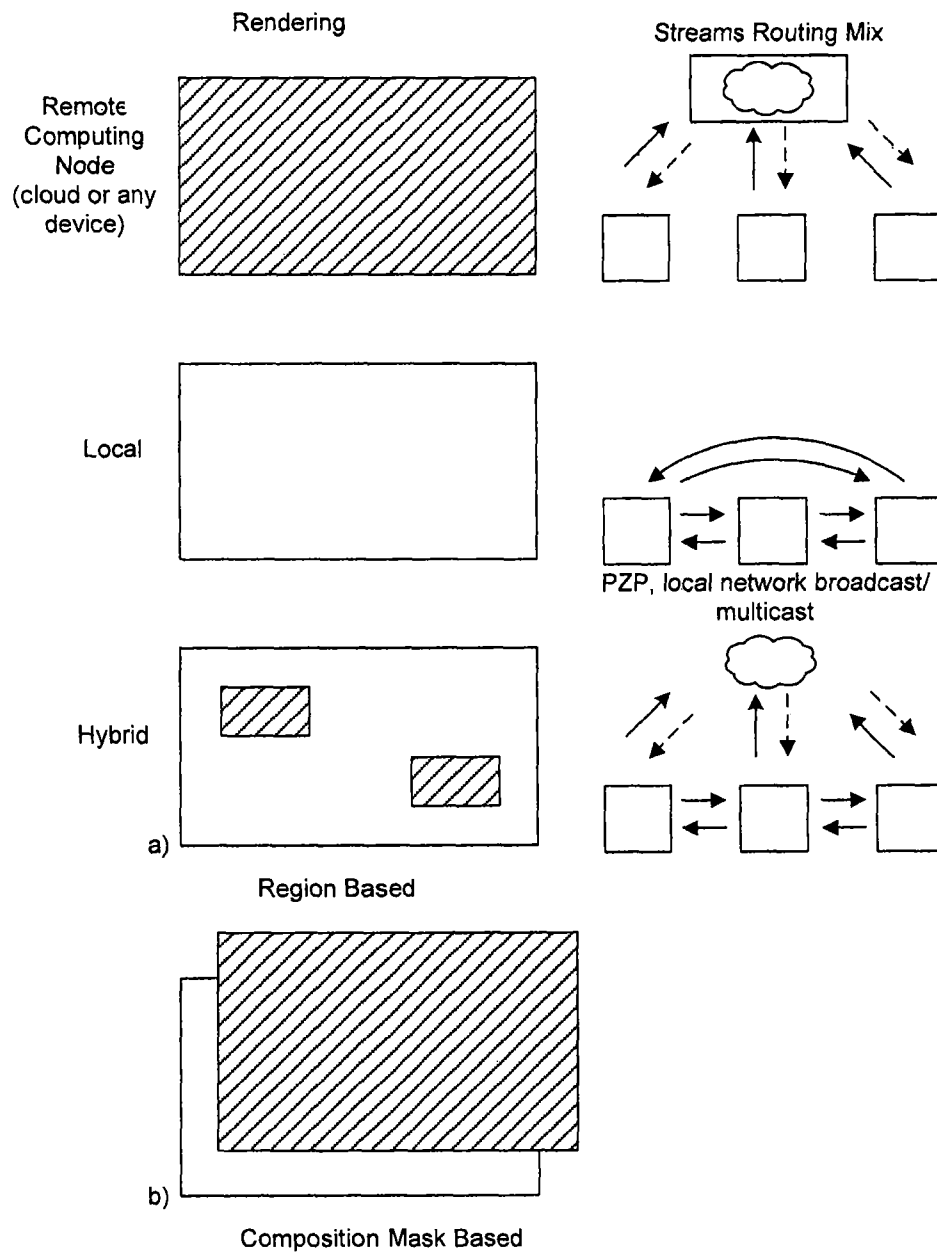 Rendering
Streams Routing Mix
Remote
Computing
Node
(cloud or any
device)
Local
PZP, local network broadcast/
multicast
Hybrid
a)
Region Based
b)
Composition Mask Based